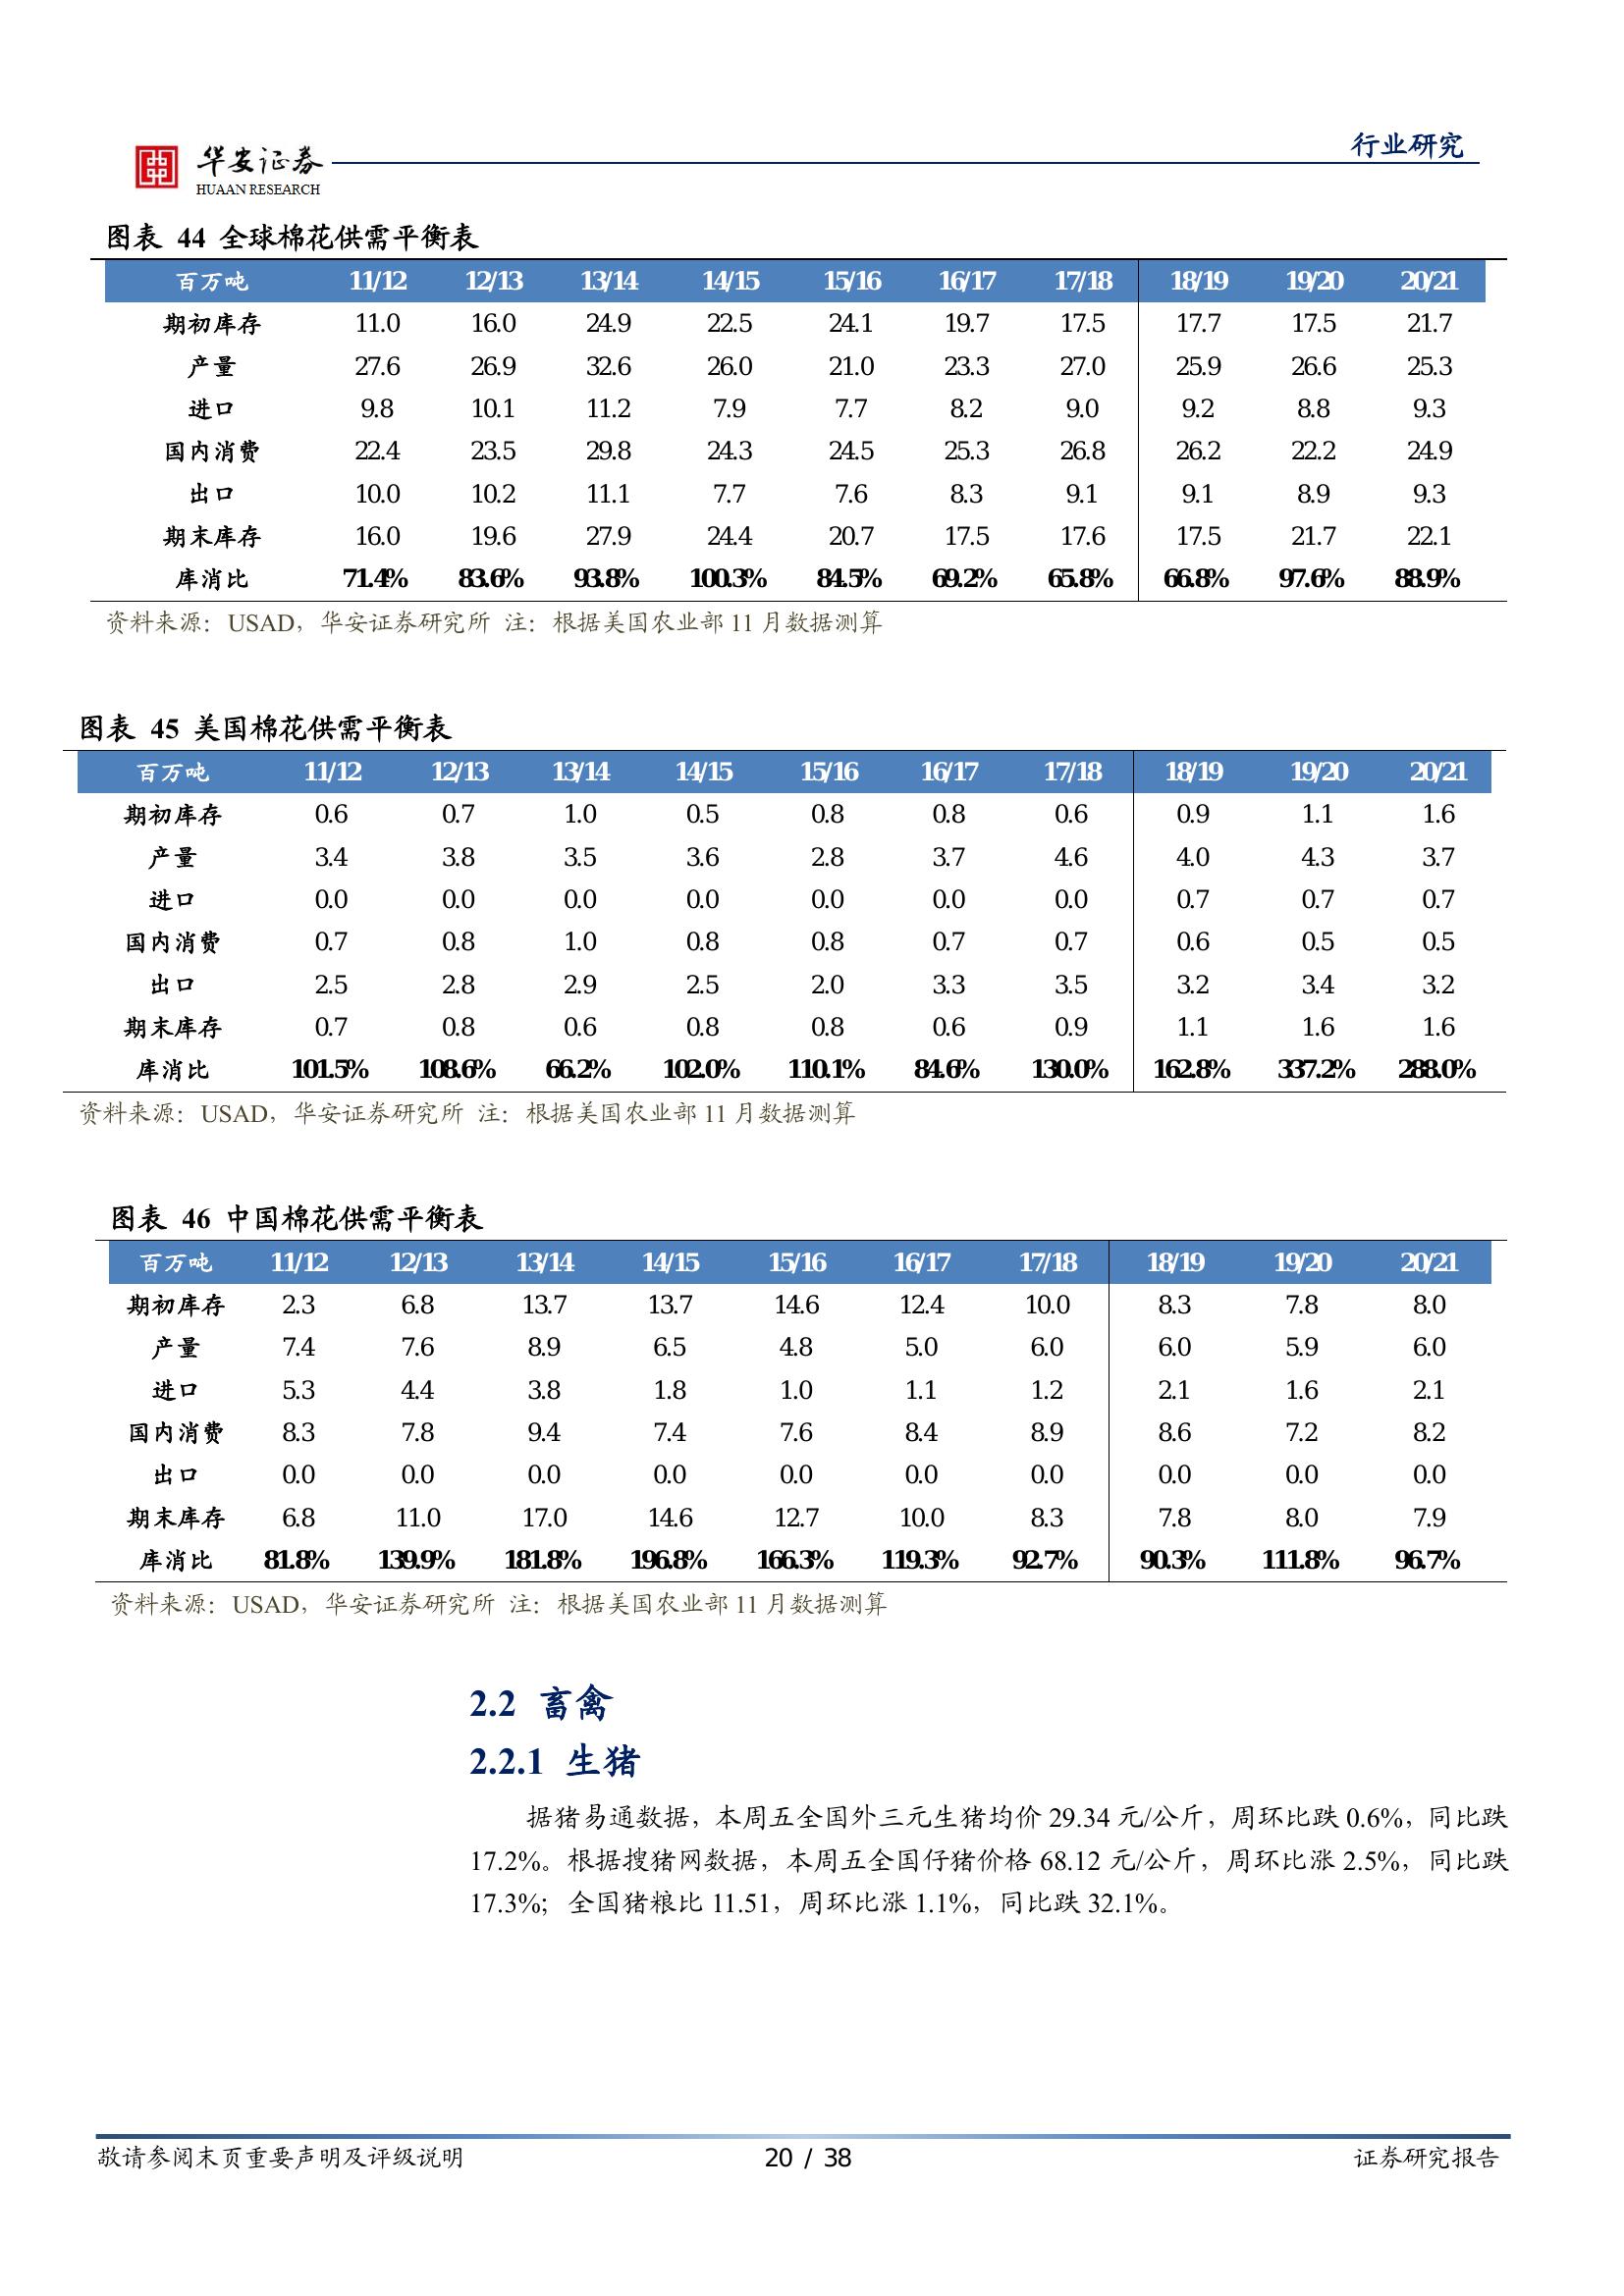 华安证券
HUAAN RESEARCH
行业研究
图表 44 全球棉花供需平衡表
百万吨 11/12 12/13 13/14 14/15 15/16 16/17 17/18 18/19 19/20 20/21
期初库存 11.0 16.0 24.9 22.5 24.1 19.7 17.5 17.7 17.5 21.7
产量 27.6 26.9 32.6 26.0 21.0 23.3 27.0 25.9 26.6 25.3
进口 9.8 10.1 11.2 7.9 7.7 8.2 9.0 9.2 8.8 9.3
国内消费 22.4 23.5 29.8 24.3 24.5 25.3 26.8 26.2 22.2 24.9
出口 10.0 10.2 11.1 7.7 7.6 8.3 9.1 9.1 8.9 9.3
期末库存 16.0 19.6 27.9 24.4 20.7 17.5 17.6 17.5 21.7 22.1
库消比 71.4% 83.6% 93.8% 100.3% 84.5% 69.2% 65.8% 66.8% 97.6% 88.9%
资料来源：USAD，华安证券研究所 注：根据美国农业部 11 月数据测算
图表 45 美国棉花供需平衡表
百万吨 11/12 12/13 13/14 14/15 15/16 16/17 17/18 18/19 19/20 20/21
期初库存 0.6 0.7 1.0 0.5 0.8 0.8 0.6 0.9 1.1 1.6
产量 3.4 3.8 3.5 3.6 2.8 3.7 4.6 4.0 4.3 3.7
进口 0.0 0.0 0.0 0.0 0.0 0.0 0.0 0.7 0.7 0.7
国内消费 0.7 0.8 1.0 0.8 0.8 0.7 0.7 0.6 0.5 0.5
出口 2.5 2.8 2.9 2.5 2.0 3.3 3.5 3.2 3.4 3.2
期末库存 0.7 0.8 0.6 0.8 0.8 0.6 0.9 1.1 1.6 1.6
库消比 101.5% 108.6% 66.2% 102.0% 110.1% 84.6% 130.0% 162.8% 337.2% 288.0%
资料来源：USAD，华安证券研究所 注：根据美国农业部 11 月数据测算
图表 46 中国棉花供需平衡表
百万吨 11/12 12/13 13/14 14/15 15/16 16/17 17/18 18/19 19/20 20/21
期初库存 2.3 6.8 13.7 13.7 14.6 12.4 10.0 8.3 7.8 8.0
产量 7.4 7.6 8.9 6.5 4.8 5.0 6.0 6.0 5.9 6.0
进口 5.3 4.4 3.8 1.8 1.0 1.1 1.2 2.1 1.6 2.1
国内消费 8.3 7.8 9.4 7.4 7.6 8.4 8.9 8.6 7.2 8.2
出口 0.0 0.0 0.0 0.0 0.0 0.0 0.0 0.0 0.0 0.0
期末库存 6.8 11.0 17.0 14.6 12.7 10.0 8.3 7.8 8.0 7.9
库消比 81.8% 139.9% 181.8% 196.8% 166.3% 119.3% 92.7% 90.3% 111.8% 96.7%
资料来源：USAD，华安证券研究所 注：根据美国农业部 11 月数据测算
2.2 畜禽
2.2.1 生猪
据猪易通数据，本周五全国外三元生猪均价 29.34 元/公斤，周环比跌 0.6%，同比跌
17.2%。根据搜猪网数据，本周五全国仔猪价格 68.12 元/公斤，周环比涨 2.5%，同比跌
17.3%；全国猪粮比 11.51，周环比涨 1.1%，同比跌 32.1%。
敬请参阅末页重要声明及评级说明 20 / 38 证券研究报告